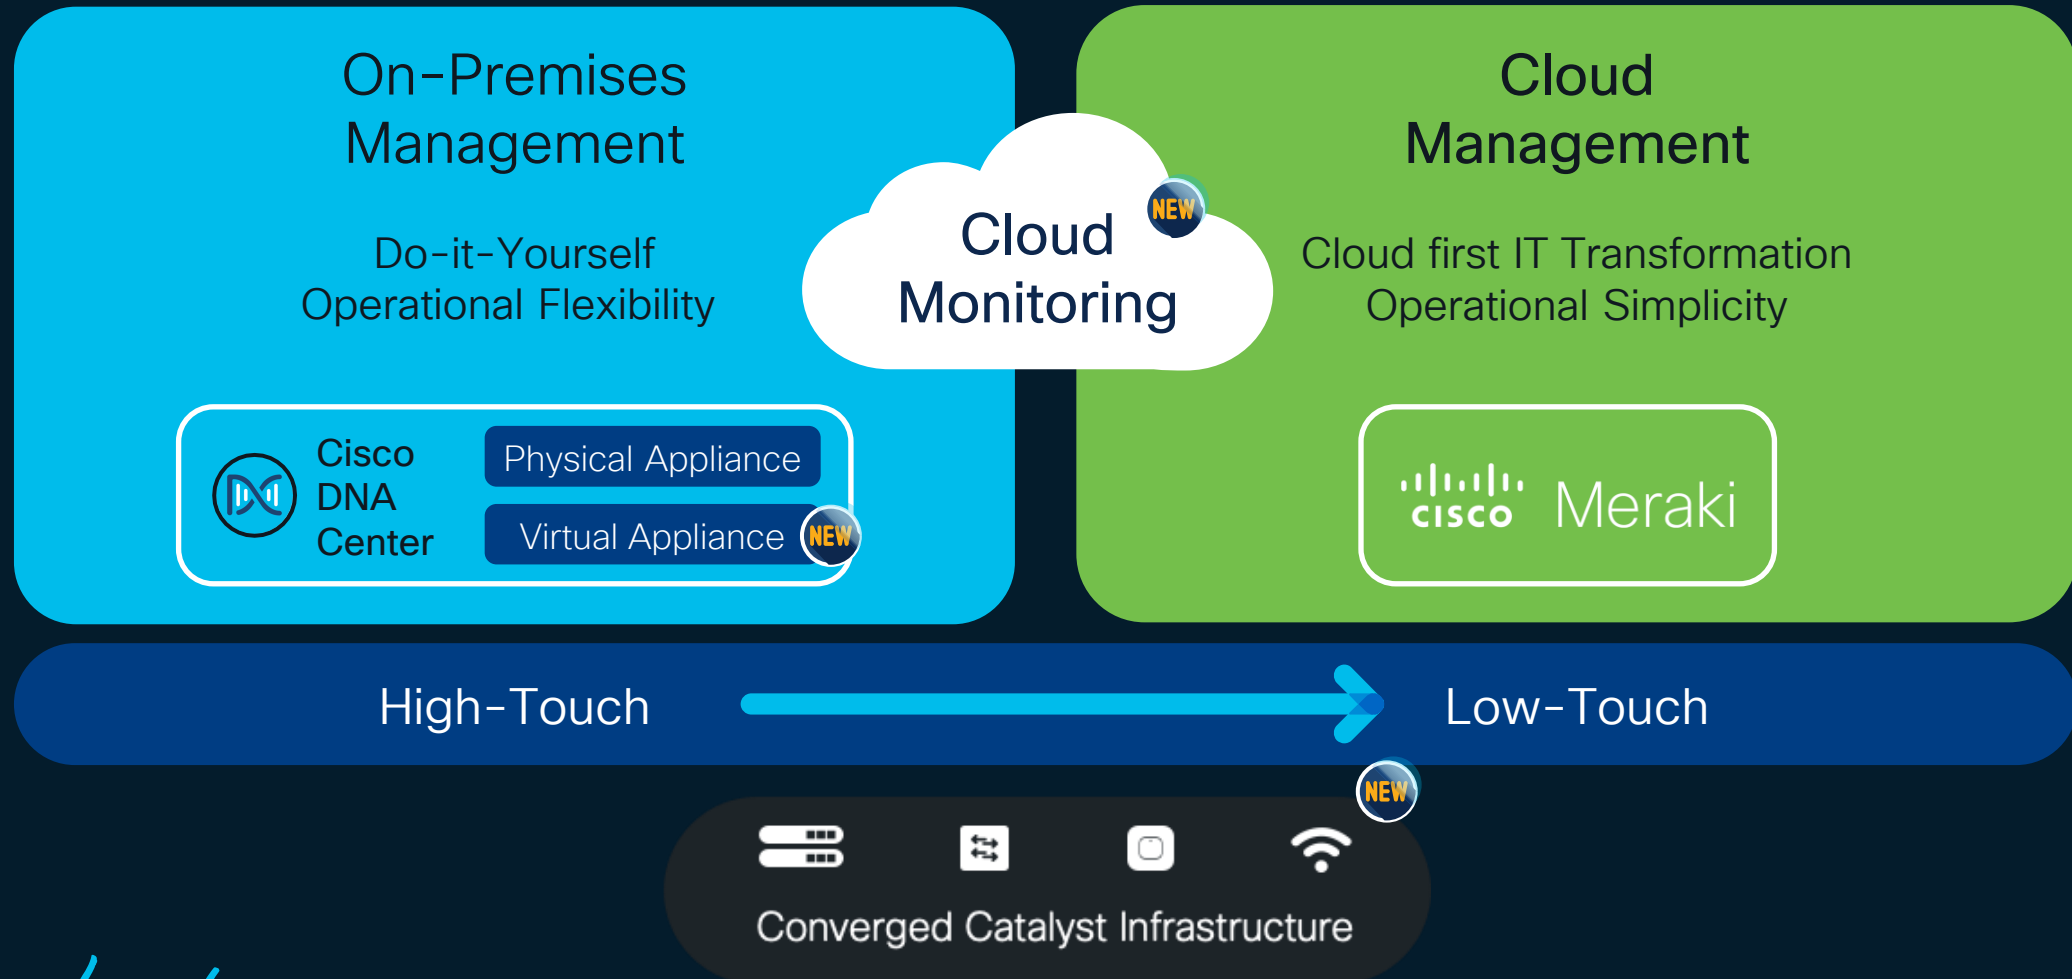 On-Premises
Management
Do-it-Yourself
Operational Flexibility
Cisco
DNA
Center
Physical Appliance
Virtual Appliance
NEW
Cloud
Monitoring
NEW
Cloud
Management
Cloud first IT Transformation
Operational Simplicity
CISCO Meraki
High-Touch
Low-Touch
NEW
Converged Catalyst Infrastructure